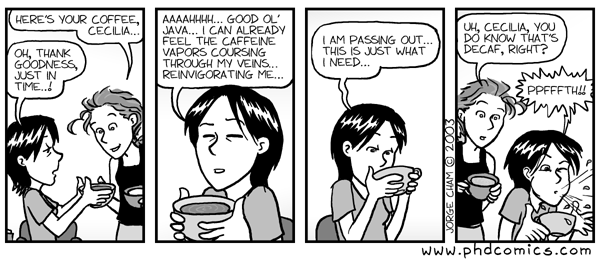 HERE'S YOUR COFFEE,
CECILIA...
OH, THANK
GOODNESS,
JUST IN
TIME..!
AAAAHHHH... GOOD OL'
JAVA... I CAN ALREADY
FEEL THE CAFFEINE
VAPORS COURSING
THROUGH MY VEINS...
REINVIGORATING ME...
I AM PASSING OUT...
THIS IS JUST WHAT
I NEED...
JORGE CHAM © 2003
UH, CECILIA, YOU
DO KNOW THAT'S
DECAF, RIGHT?
PPFFFFTH!!
www.phdcomics.com